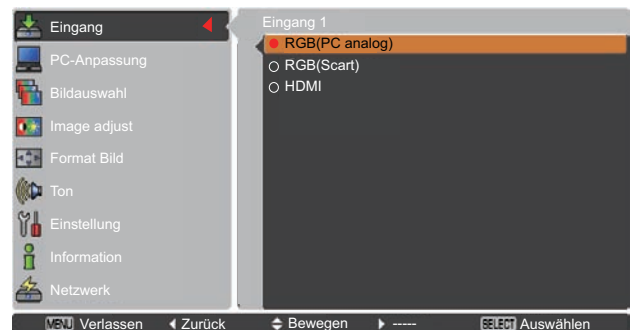 Eingang
PC-Anpassung
Bildauswahl
Image adjust
Format Bild
Ton
Einstellung
Information
Netzwerk
Eingang 1
RGB(PC analog)
RGB(Scart)
HDMI
MENU Verlassen Zurück Bewegen ----- SELECT Auswählen